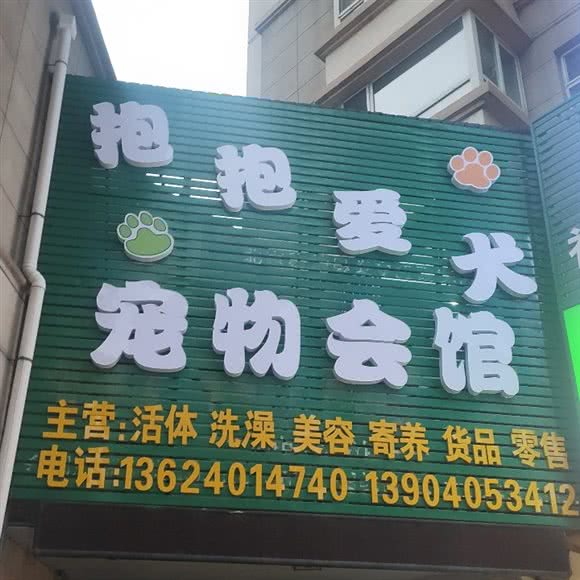 抱抱爱犬
宠物会馆
主营:活体 洗澡 美容 寄养 货品 零售
电话:13624014740 13904053412